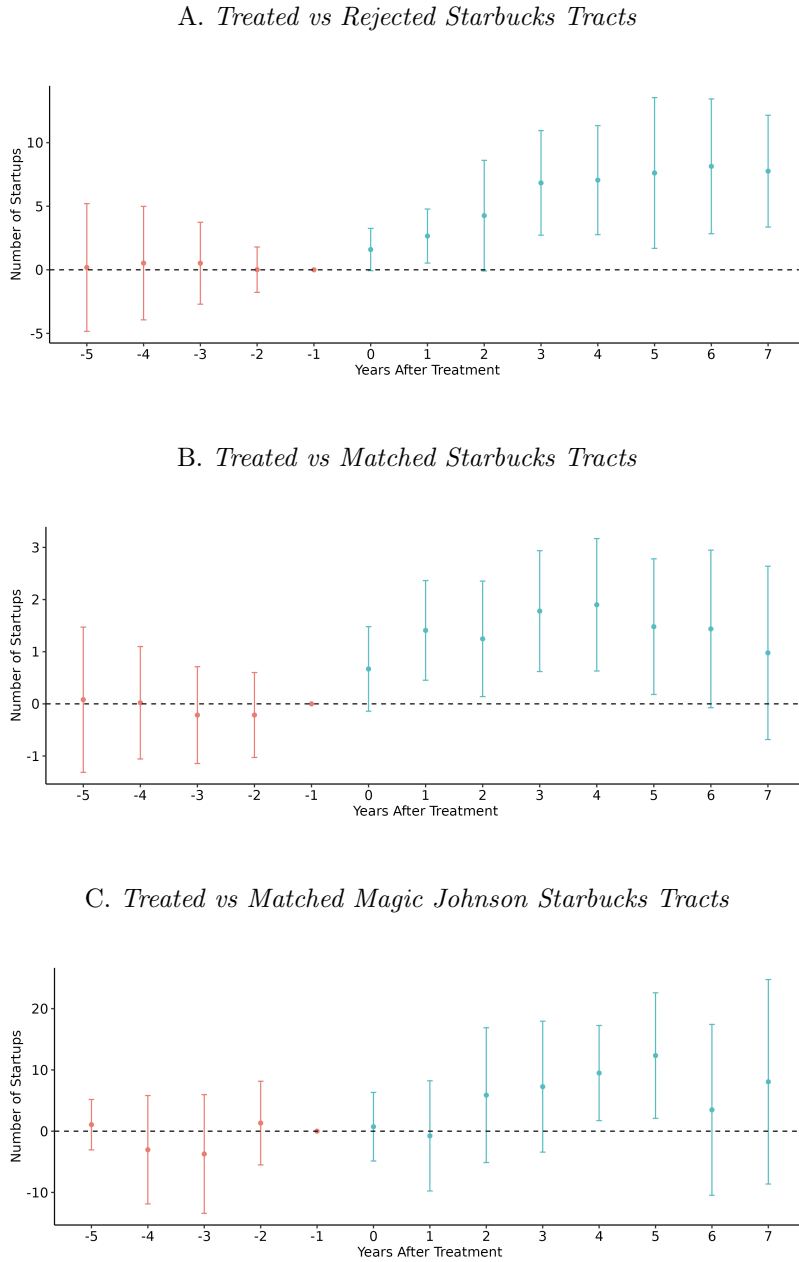 A. Treated vs Rejected Starbucks Tracts
Number of Startups
10
5
0
-5
-5 -4 -3 -2 -1 0 1 2 3 4 5 6 7
Years After Treatment
B. Treated vs Matched Starbucks Tracts
Number of Startups
3
2
1
0
-1
-5 -4 -3 -2 -1 0 1 2 3 4 5 6 7
Years After Treatment
C. Treated vs Matched Magic Johnson Starbucks Tracts
Number of Startups
20
10
0
-10
-5 -4 -3 -2 -1 0 1 2 3 4 5 6 7
Years After Treatment